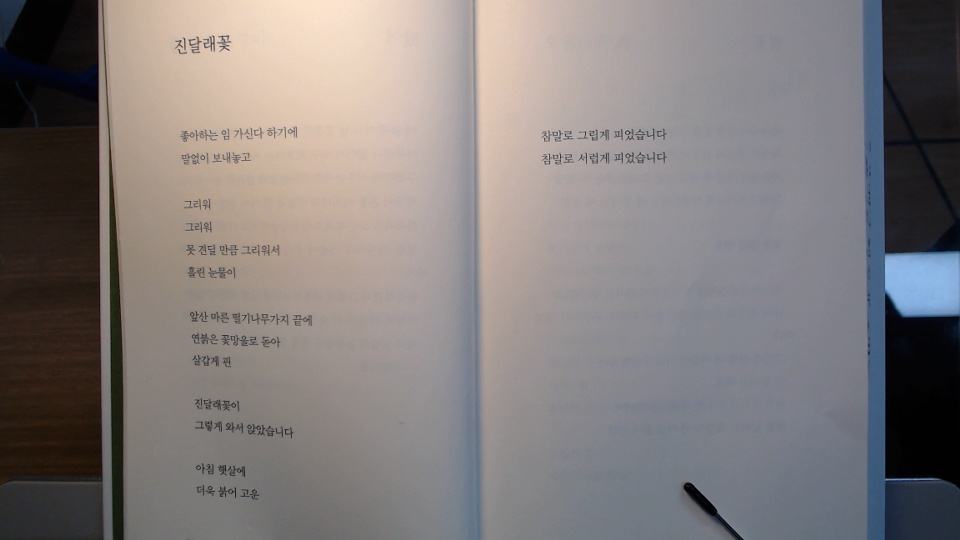 진달래꽃
좋아하는 임 가신다 하기에
말없이 보내놓고
그리워
그리워
못 견딜 만큼 그리워서
흘린 눈물이
앞산 마른 떨기나무가지 끝에
연붉은 꽃망울로 돋아
살갑게 핀
진달래꽃이
그렇게 와서 앉았습니다
아침 햇살에
더욱 붉어 고운
참말로 그립게 피었습니다
참말로 서럽게 피었습니다